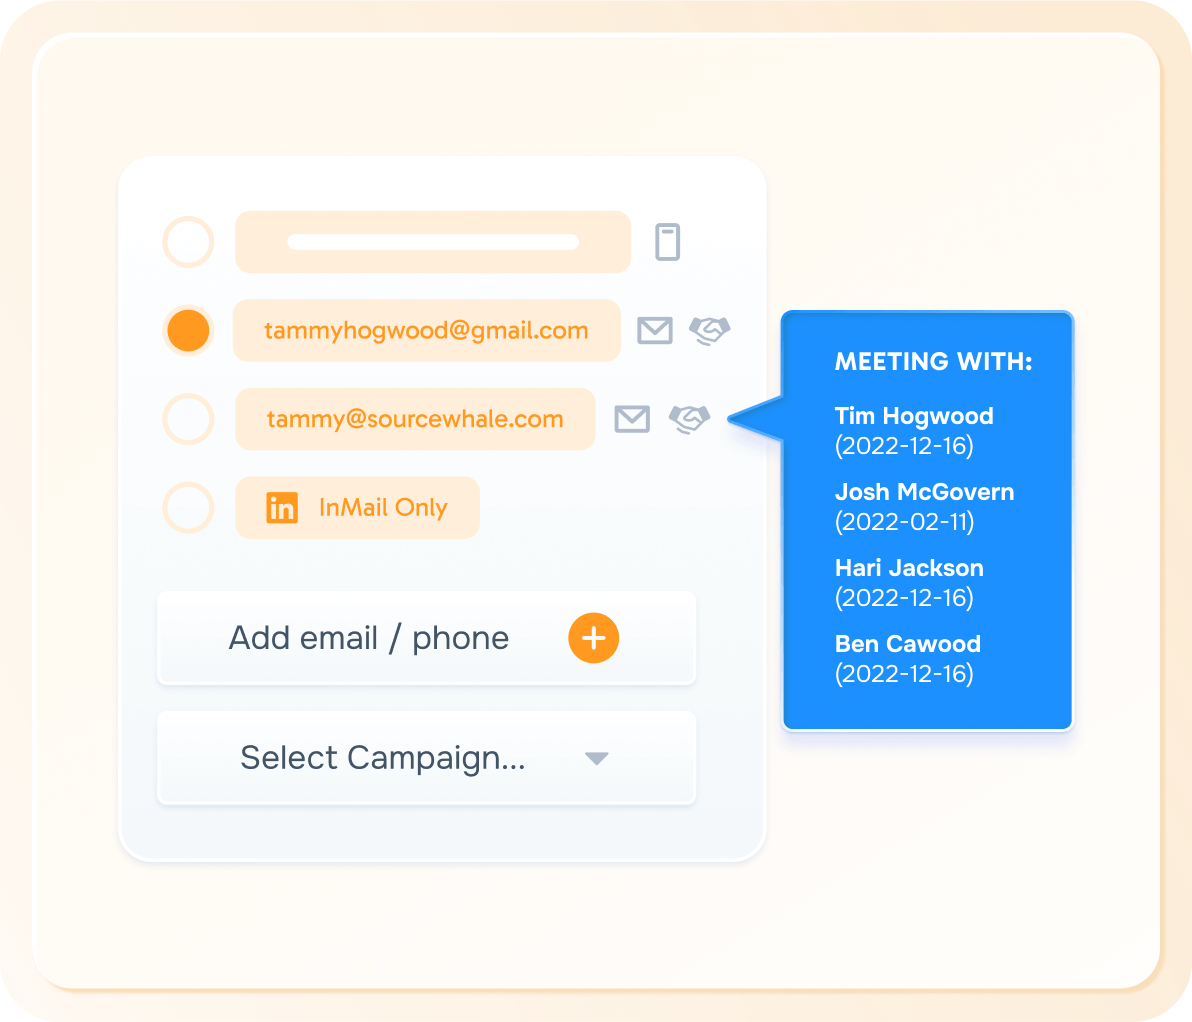 tammyhogwood@gmail.com
tammy@sourcewhale.com
in InMail Only
Add email / phone
Select Campaign...
MEETING WITH:
Tim Hogwood
(2022-12-16)
Josh McGovern
(2022-02-11)
Hari Jackson
(2022-12-16)
Ben Cawood
(2022-12-16)